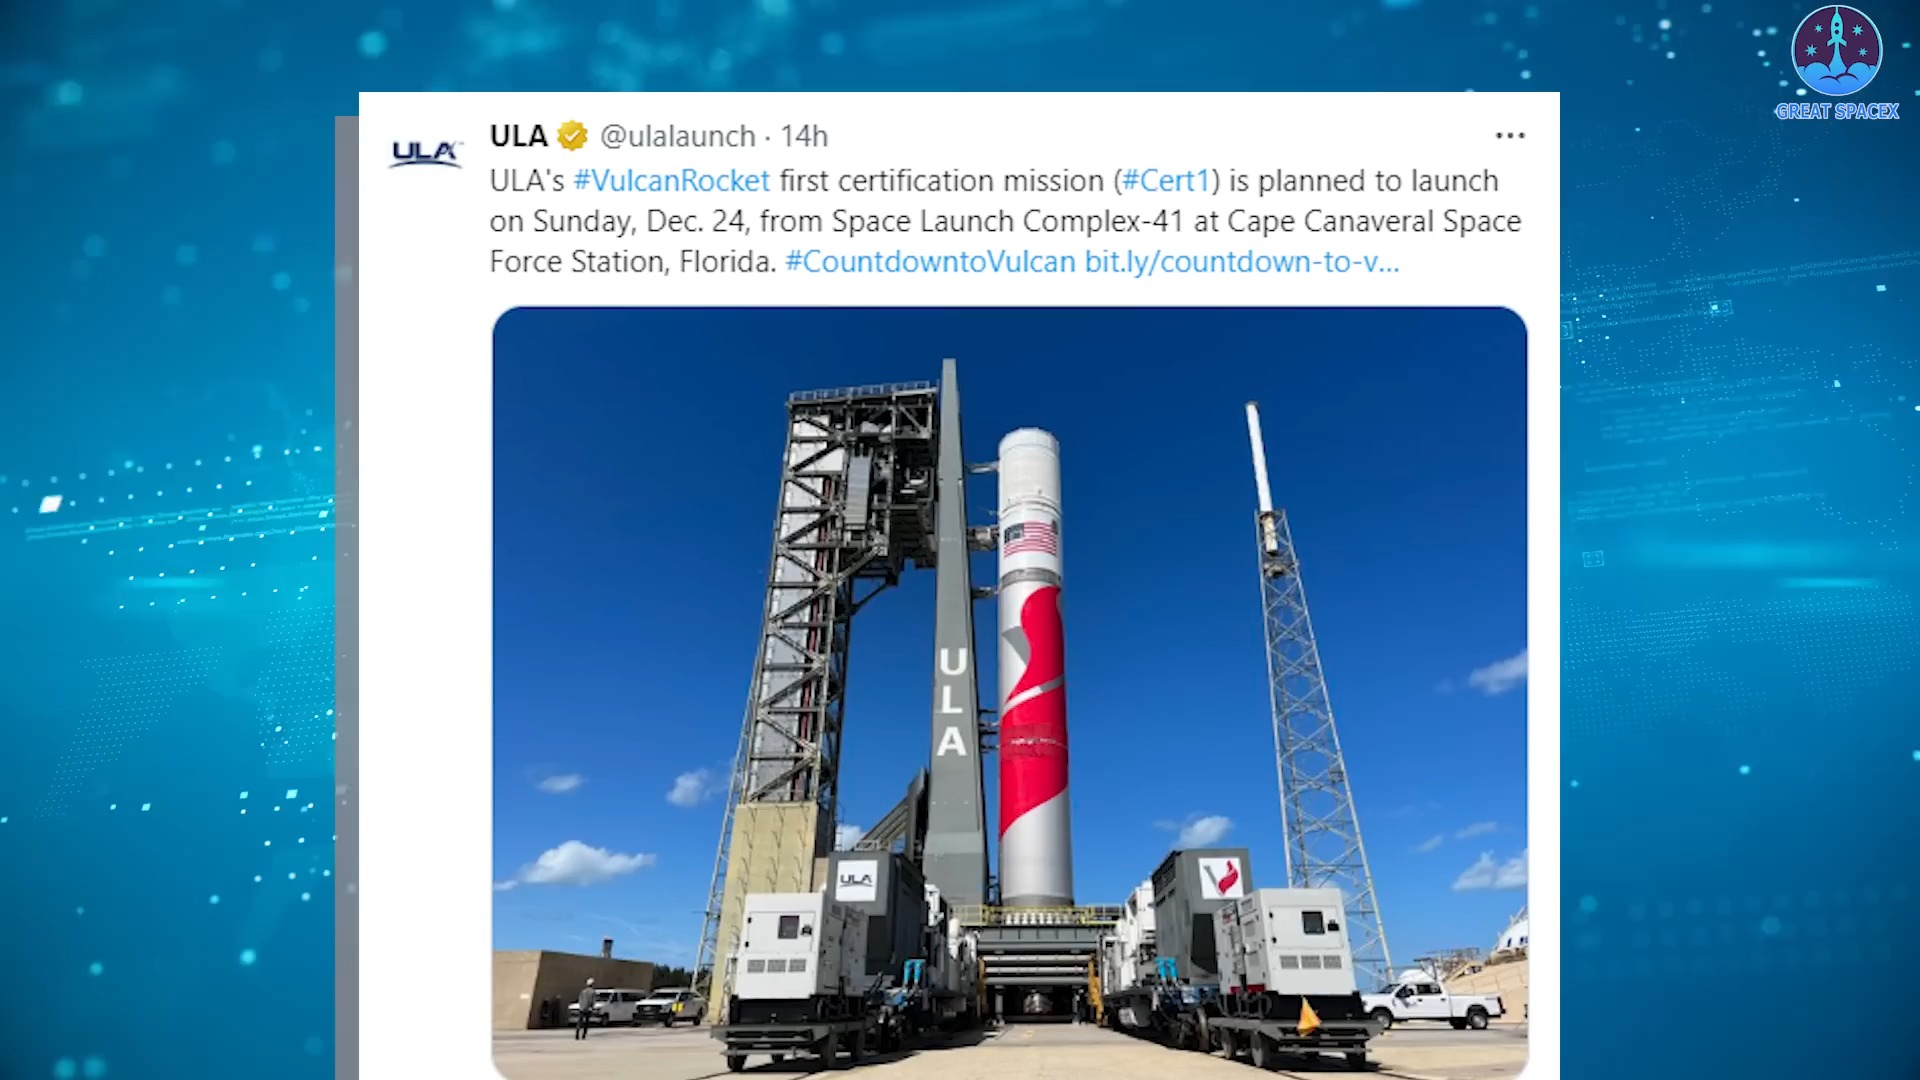 GREAT SPACEX
ULA @ulalaunch · 14h
ULA
ULA's #VulcanRocket first certification mission (#Cert1) is planned to launch
on Sunday, Dec. 24, from Space Launch Complex-41 at Cape Canaveral Space
Force Station, Florida. #CountdowntoVulcan bit.ly/countdown-to-v...
ULA
ULA